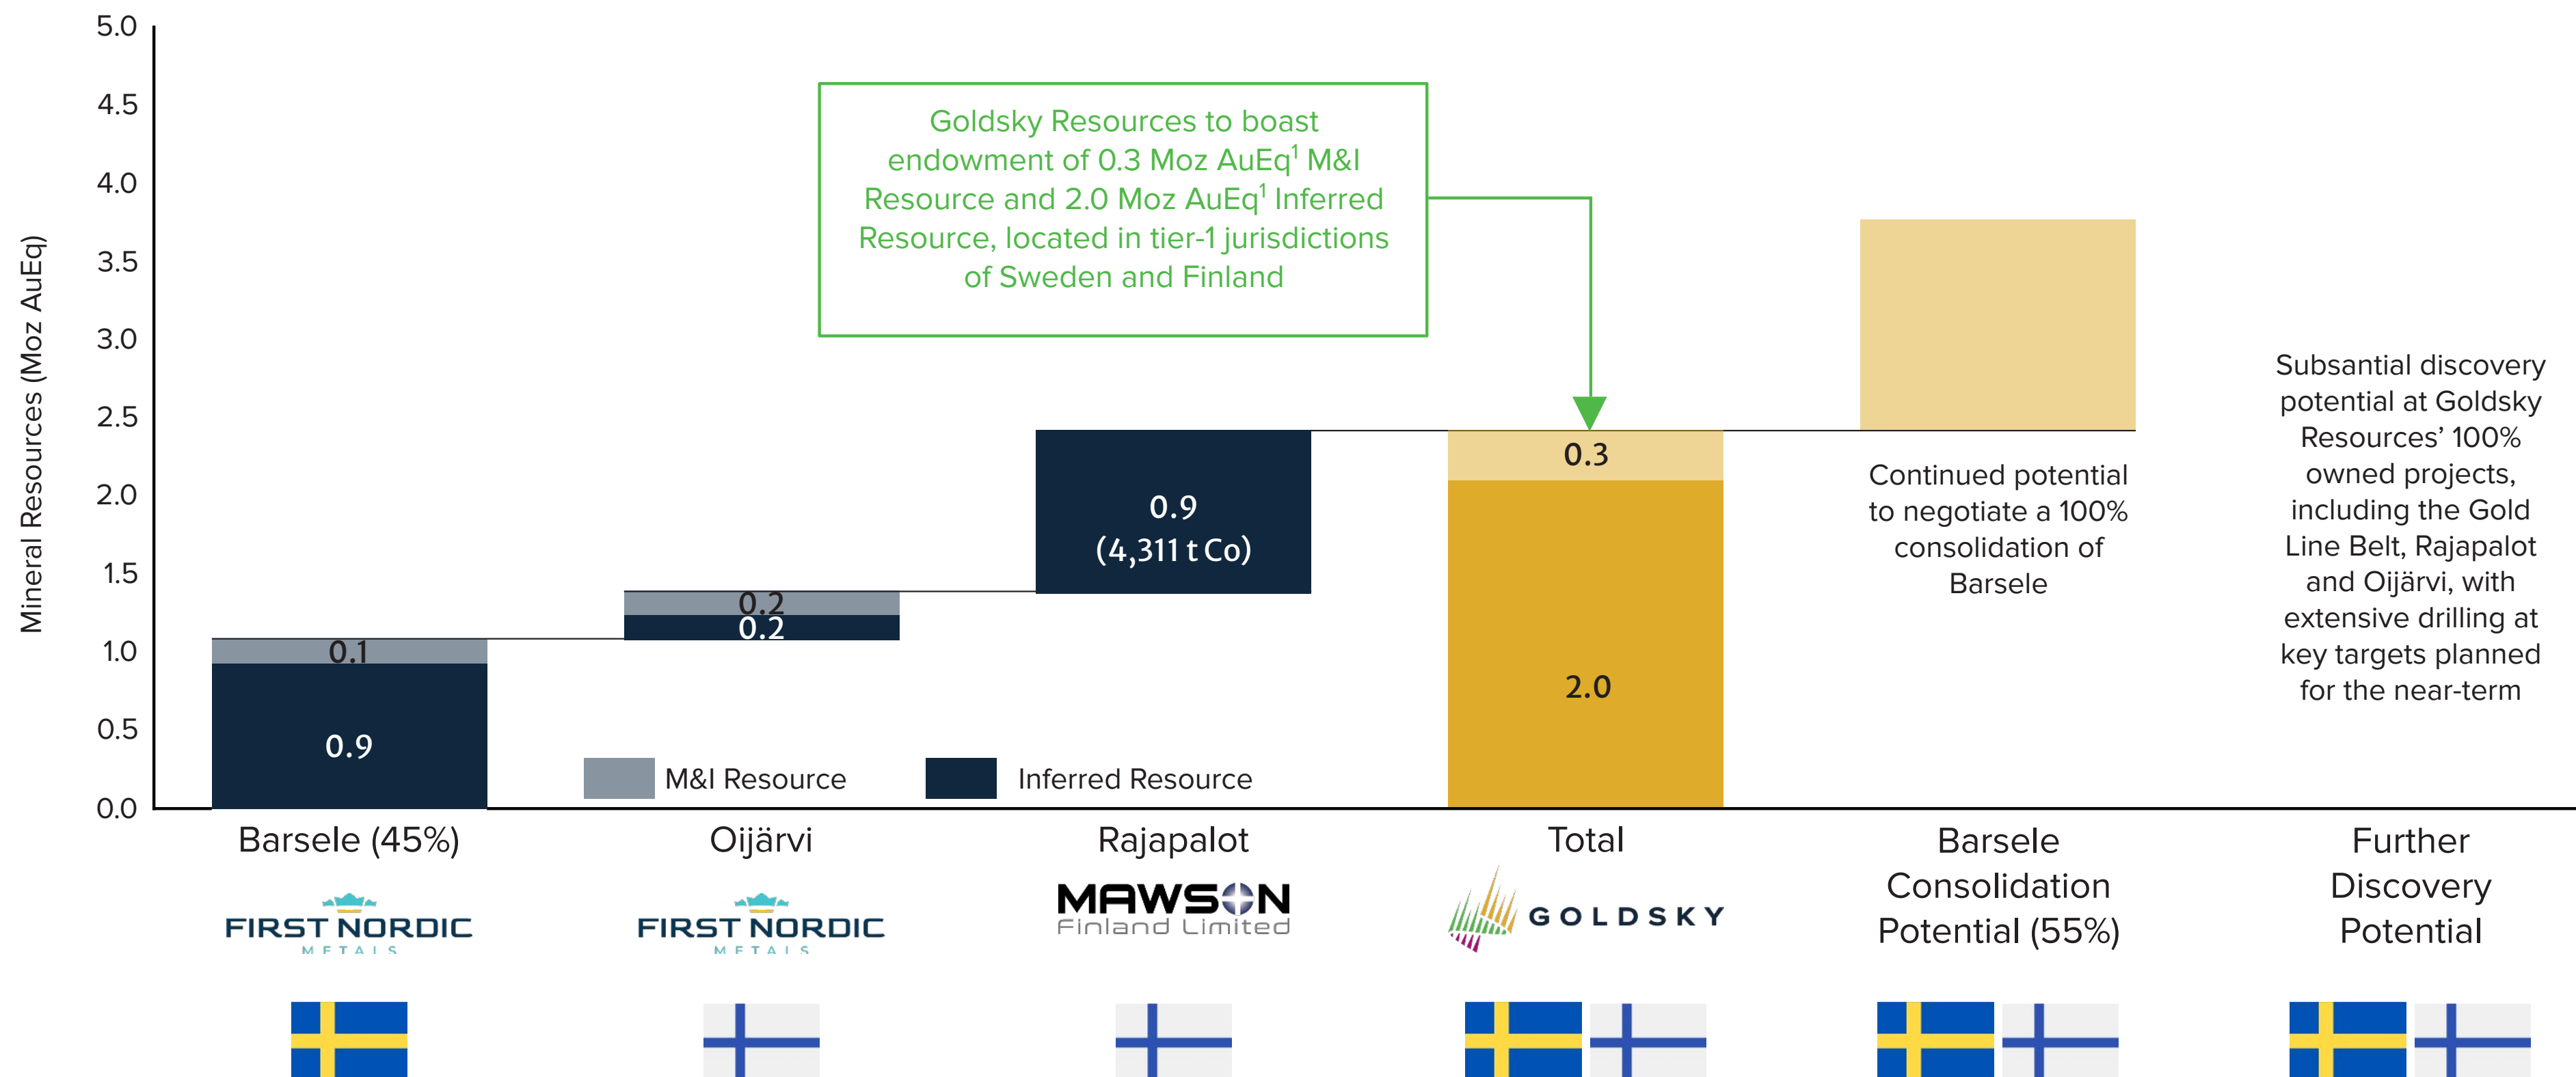 Mineral Resources (Moz AuEq)
5.0
4.5
4.0
3.5
3.0
2.5
2.0
1.5
1.0
0.5
0.0
Goldsky Resources to boast
endowment of 0.3 Moz AuEq¹ M&I
Resource and 2.0 Moz AuEq¹ Inferred
Resource, located in tier-1 jurisdictions
of Sweden and Finland
0.1
0.9
0.2
0.2
0.9
(4,311 t Co)
0.3
2.0
Continued potential
to negotiate a 100%
consolidation of
Barsele
Subsantial discovery
potential at Goldsky
Resources’ 100%
owned projects,
including the Gold
Line Belt, Rajapalot
and Oijärvi, with
extensive drilling at
key targets planned
for the near-term
M&I Resource
Inferred Resource
Barsele (45%)
FIRST NORDIC
METALS
Oijärvi
FIRST NORDIC
METALS
Rajapalot
MAWSON
Finland Limited
Total
GOLDSKY
Barsele
Consolidation
Potential (55%)
Further
Discovery
Potential